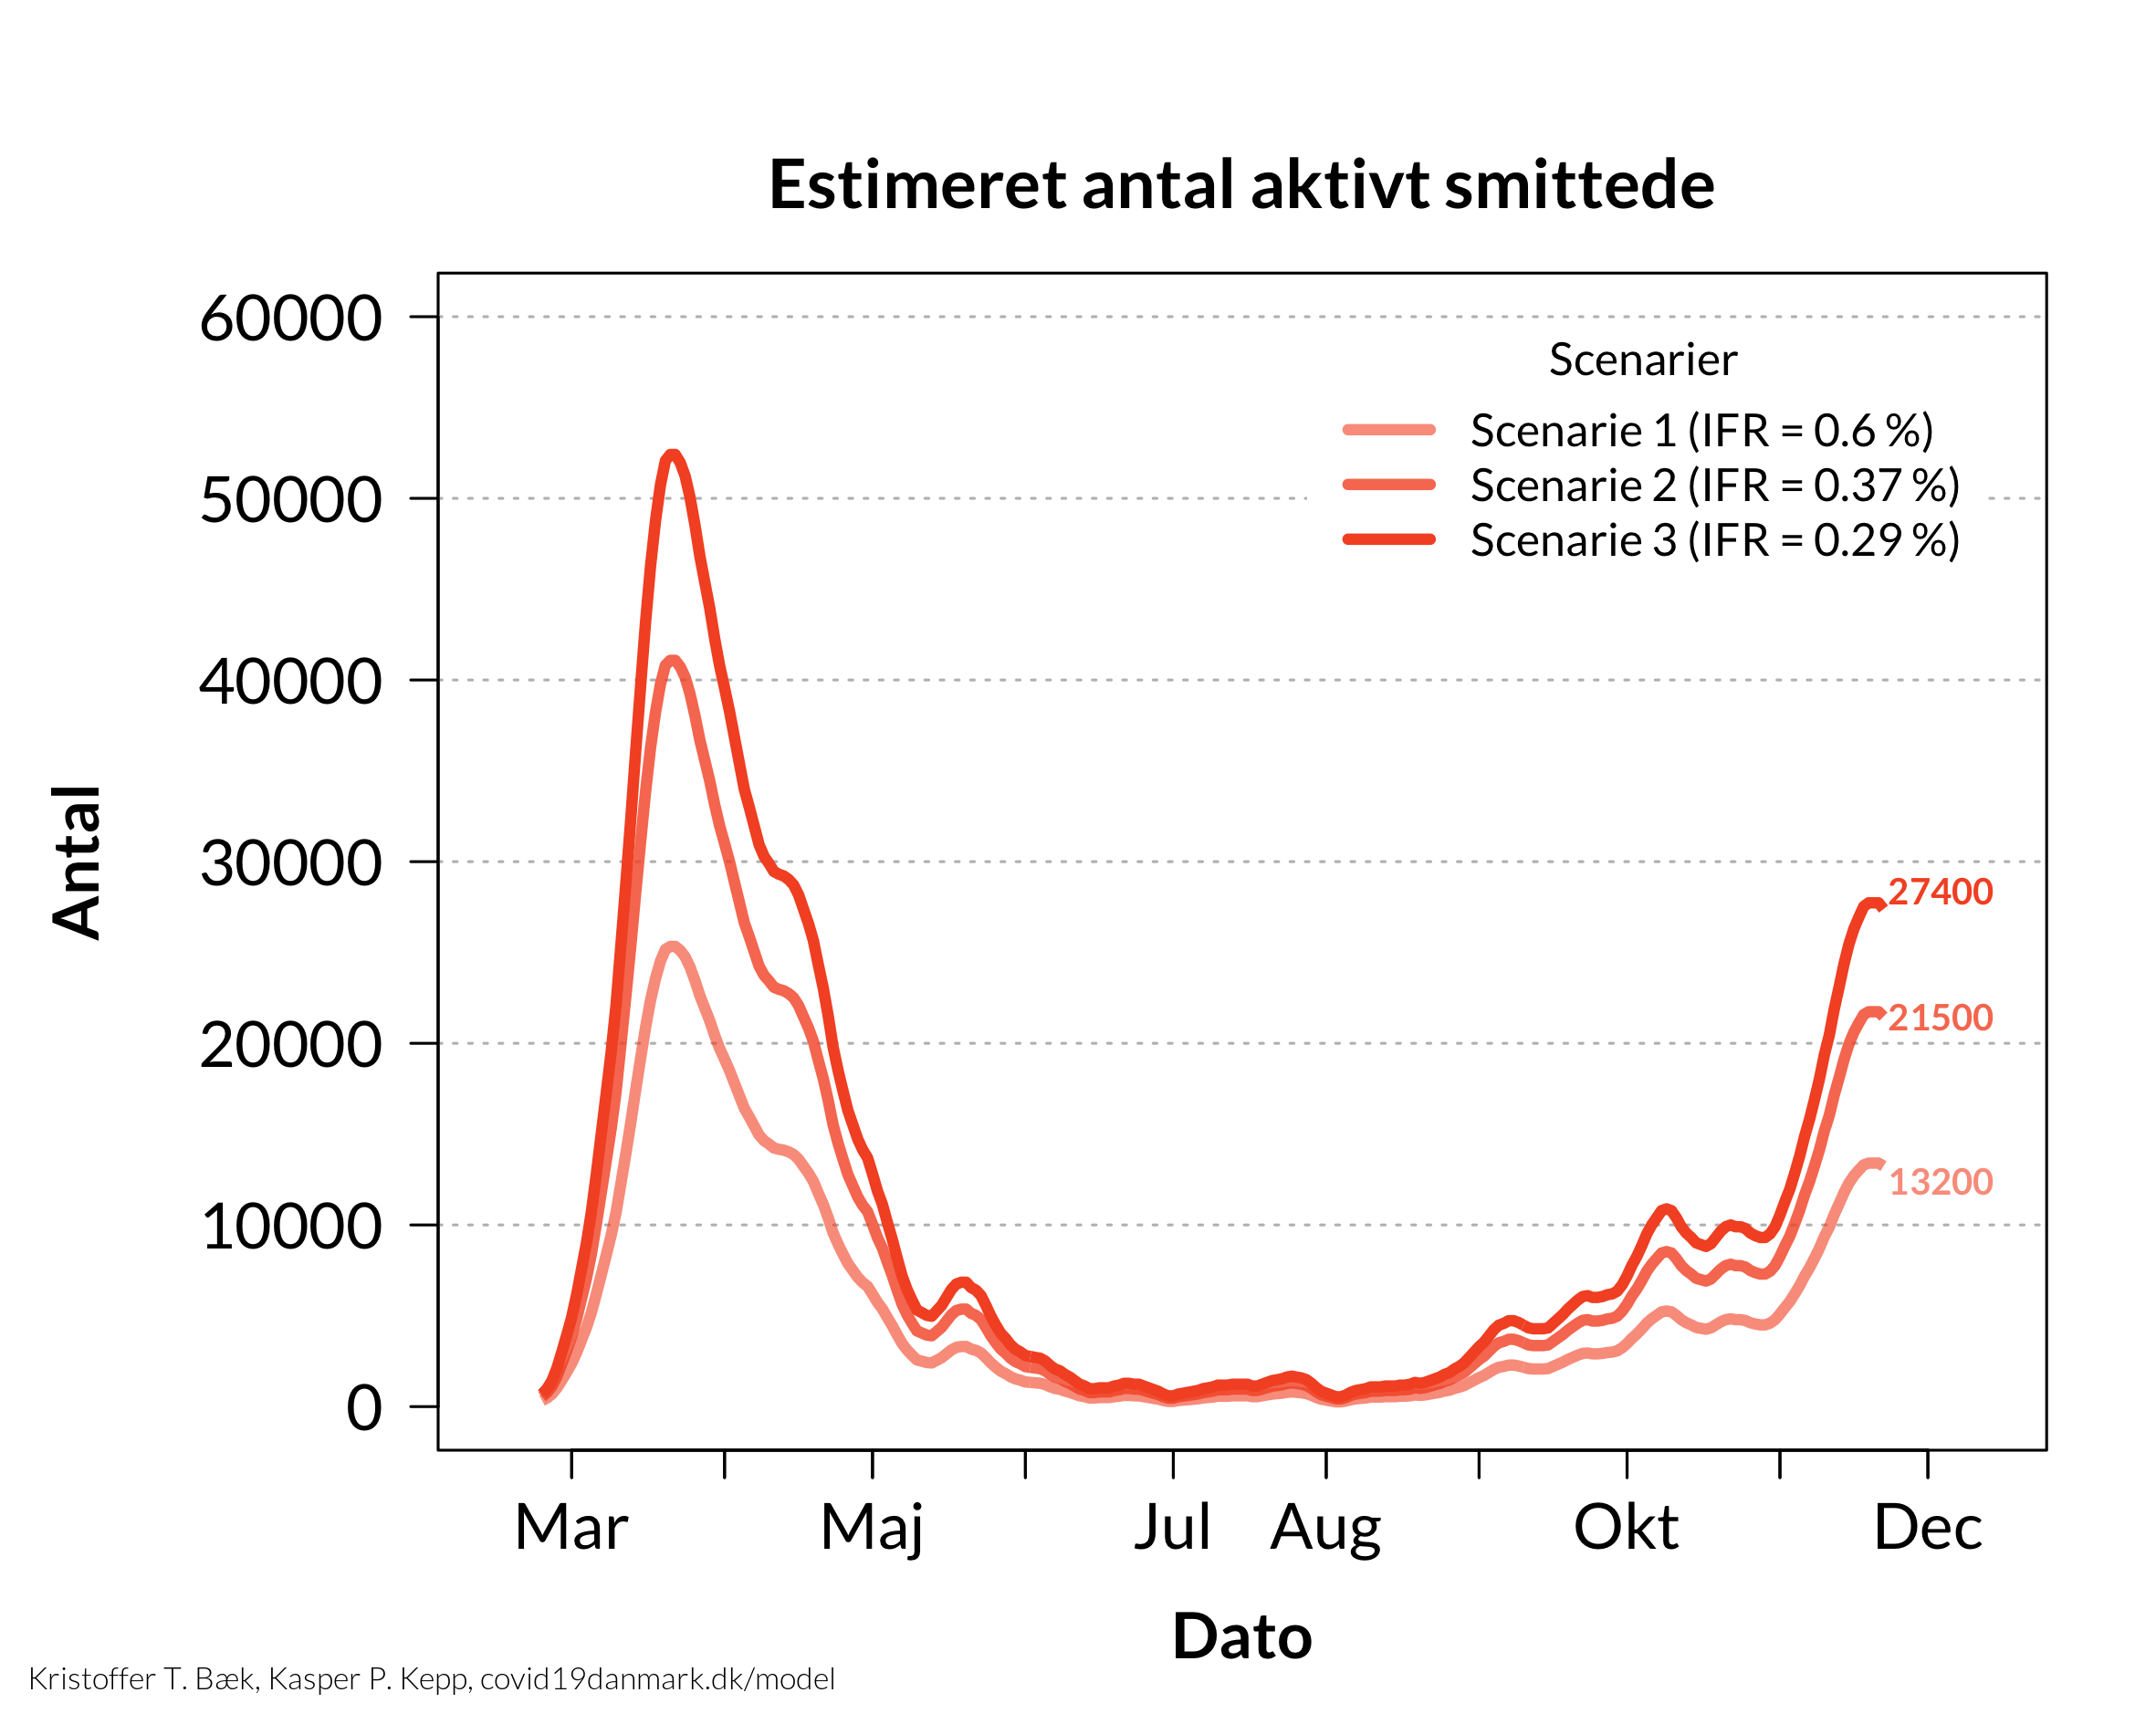 Estimeret antal aktivt smittede
60000
50000
40000
30000
20000
10000
0
Antal
Scenarier
Scenarie 1 (IFR = 0.6 %)
Scenarie 2 (IFR = 0.37 %)
Scenarie 3 (IFR = 0.29 %)
27400
21500
13200
Mar Maj Jul Aug Okt Dec
Dato
Kristoffer T. Bæk, Kasper P. Kepp, covid19danmark.dk/model